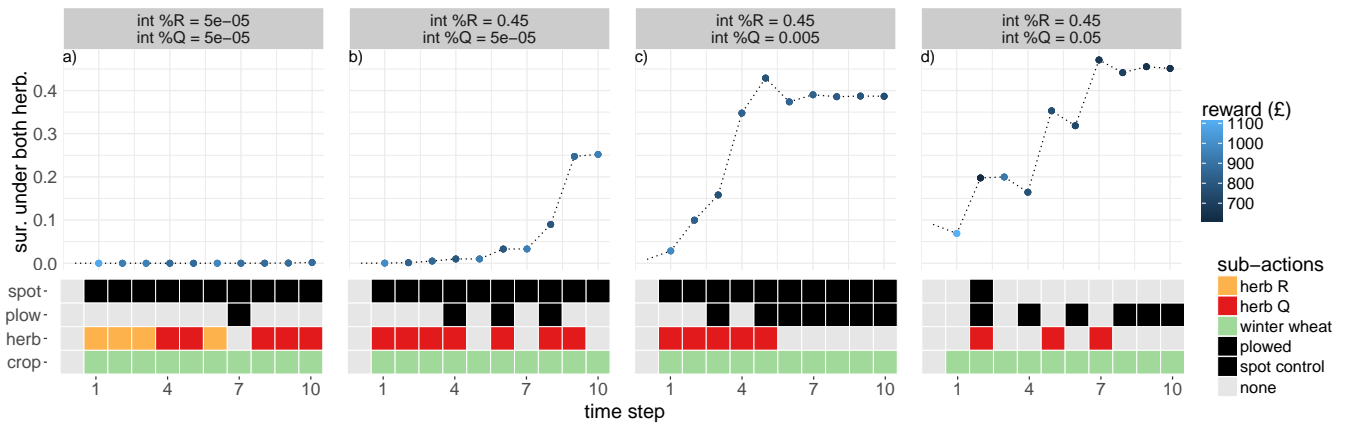 int %R = 5e−05
int %Q = 5e−05
int %R = 0.45
int %Q = 5e−05
int %R = 0.45
int %Q = 0.005
int %R = 0.45
int %Q = 0.05
a)
b)
c)
d)
sur. under both herb.
0.4
0.3
0.2
0.1
0.0
spot
plow
herb
crop
1 4 7 10
1 4 7 10
1 4 7 10
1 4 7 10
time step
reward (£)
1100
1000
900
800
700
sub−actions
herb R
herb Q
winter wheat
plowed
spot control
none